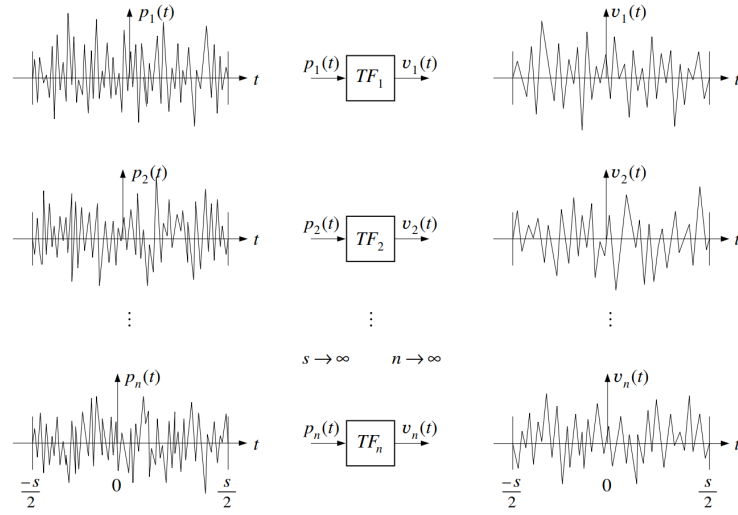 p₁(t) p₁(t) v₁(t) v₁(t)
t TF₁ t
p₂(t) v₂(t)
p₂(t) v₂(t)
t TF₂ t
⋮ ⋮ ⋮
s → ∞ n → ∞
pₙ(t) vₙ(t)
pₙ(t) vₙ(t)
t TFₙ t
-s/2 0 s/2 -s/2 0 s/2